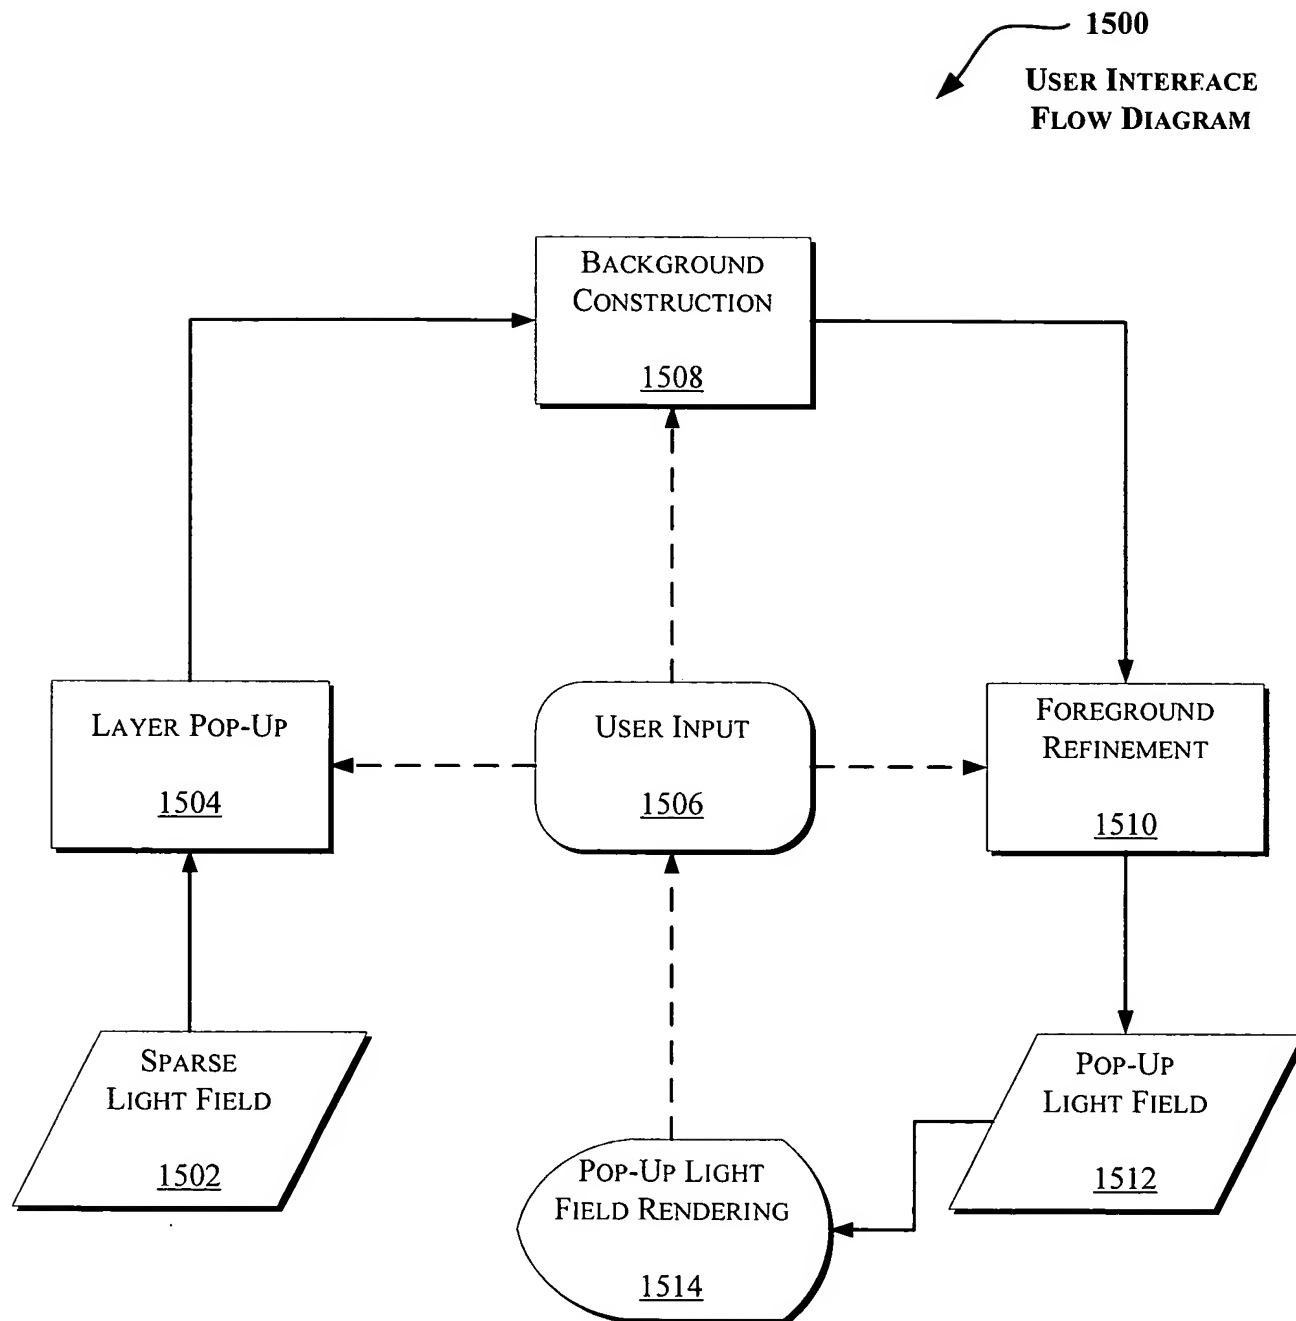 1500
USER INTERFACE
FLOW DIAGRAM
BACKGROUND
CONSTRUCTION
1508
LAYER POP-UP
1504
USER INPUT
1506
FOREGROUND
REFINEMENT
1510
SPARSE
LIGHT FIELD
1502
POP-UP LIGHT
FIELD RENDERING
1514
POP-UP
LIGHT FIELD
1512